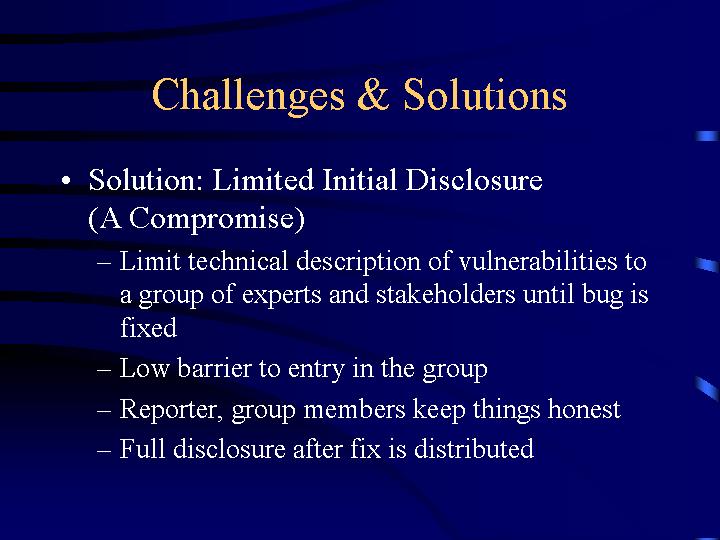 Challenges & Solutions
• Solution: Limited Initial Disclosure
(A Compromise)
– Limit technical description of vulnerabilities to
a group of experts and stakeholders until bug is
fixed
– Low barrier to entry in the group
– Reporter, group members keep things honest
– Full disclosure after fix is distributed